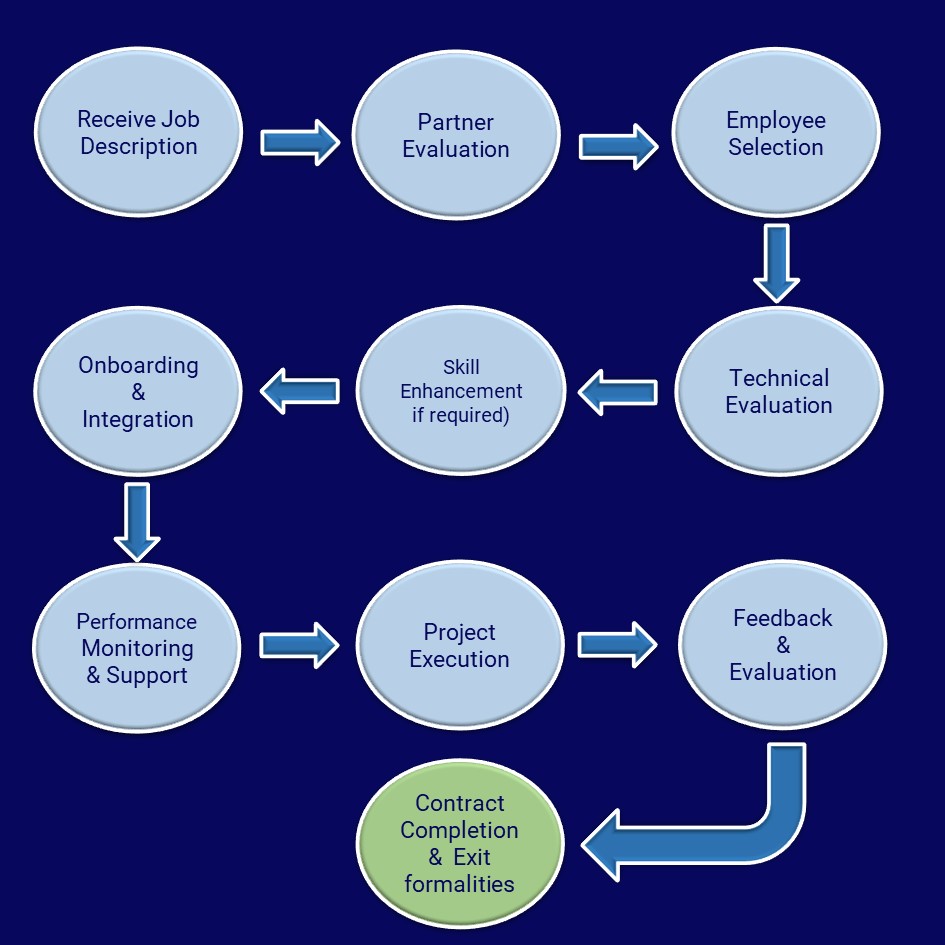 Receive Job
Description
Partner
Evaluation
Employee
Selection
Technical
Evaluation
Skill
Enhancement
if required)
Onboarding
&
Integration
Performance
Monitoring
& Support
Project
Execution
Feedback
&
Evaluation
Contract
Completion
& Exit
formalities